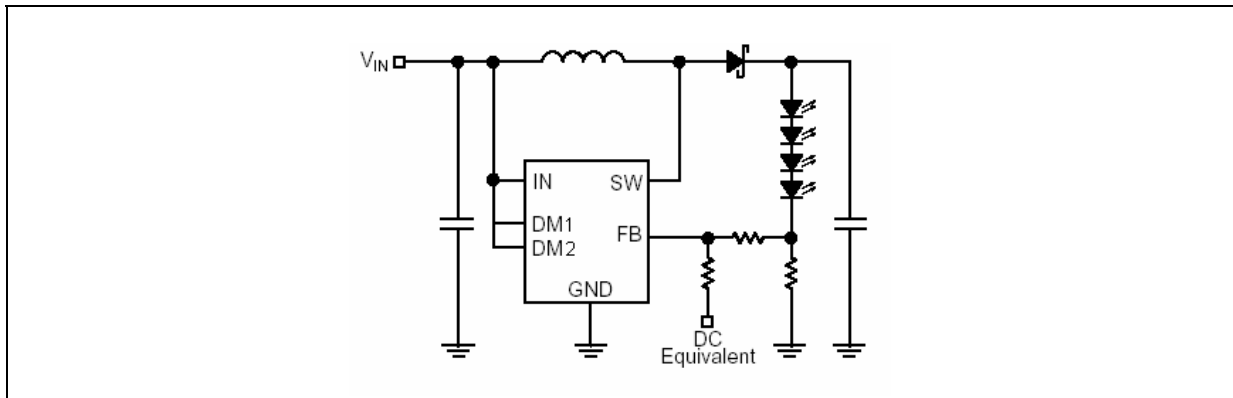 VIN
IN
SW
DM1
FB
DM2
GND
DC
Equivalent